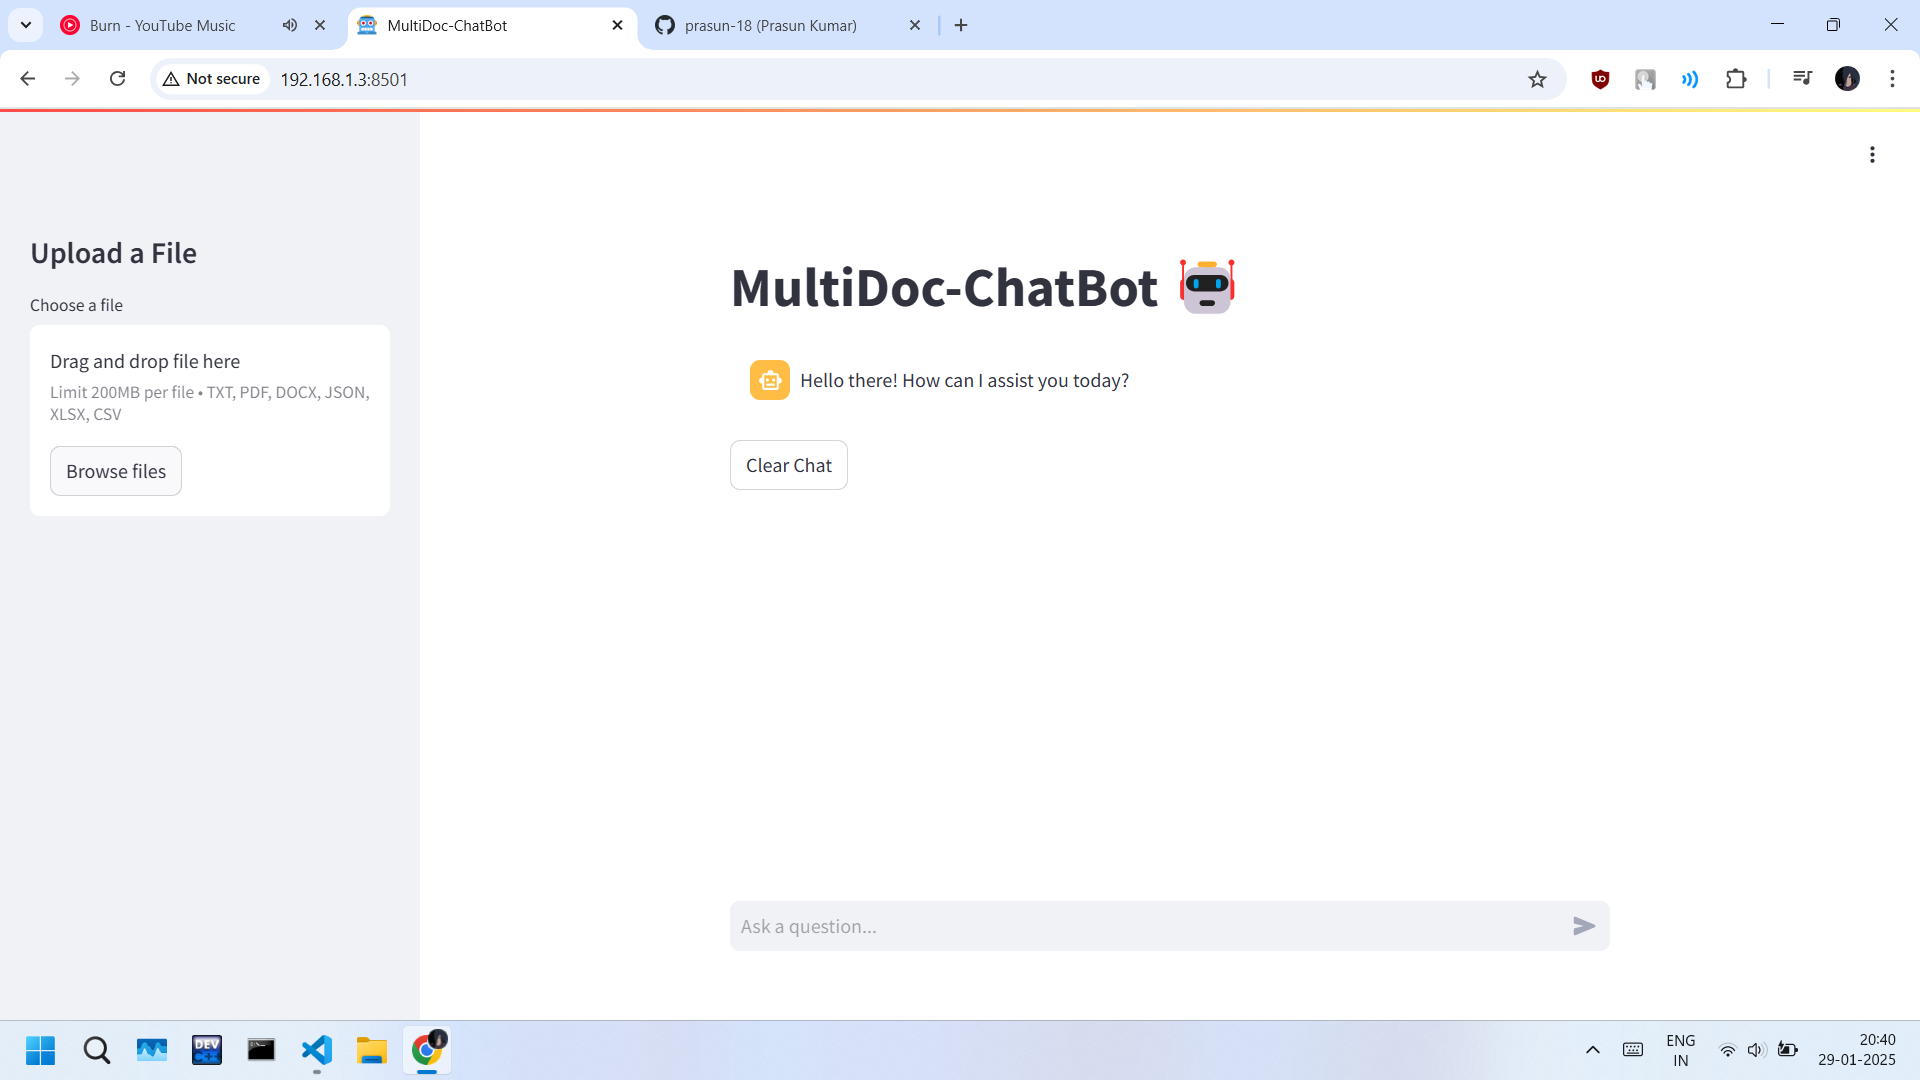 Burn - YouTube Music
MultiDoc-ChatBot
prasun-18 (Prasun Kumar)
Not secure
192.168.1.3:8501
Upload a File
Choose a file
Drag and drop file here
Limit 200MB per file • TXT, PDF, DOCX, JSON,
XLSX, CSV
Browse files
MultiDoc-ChatBot
Hello there! How can I assist you today?
Clear Chat
Ask a question...
DEV
C++
ENG
IN
20:40
29-01-2025